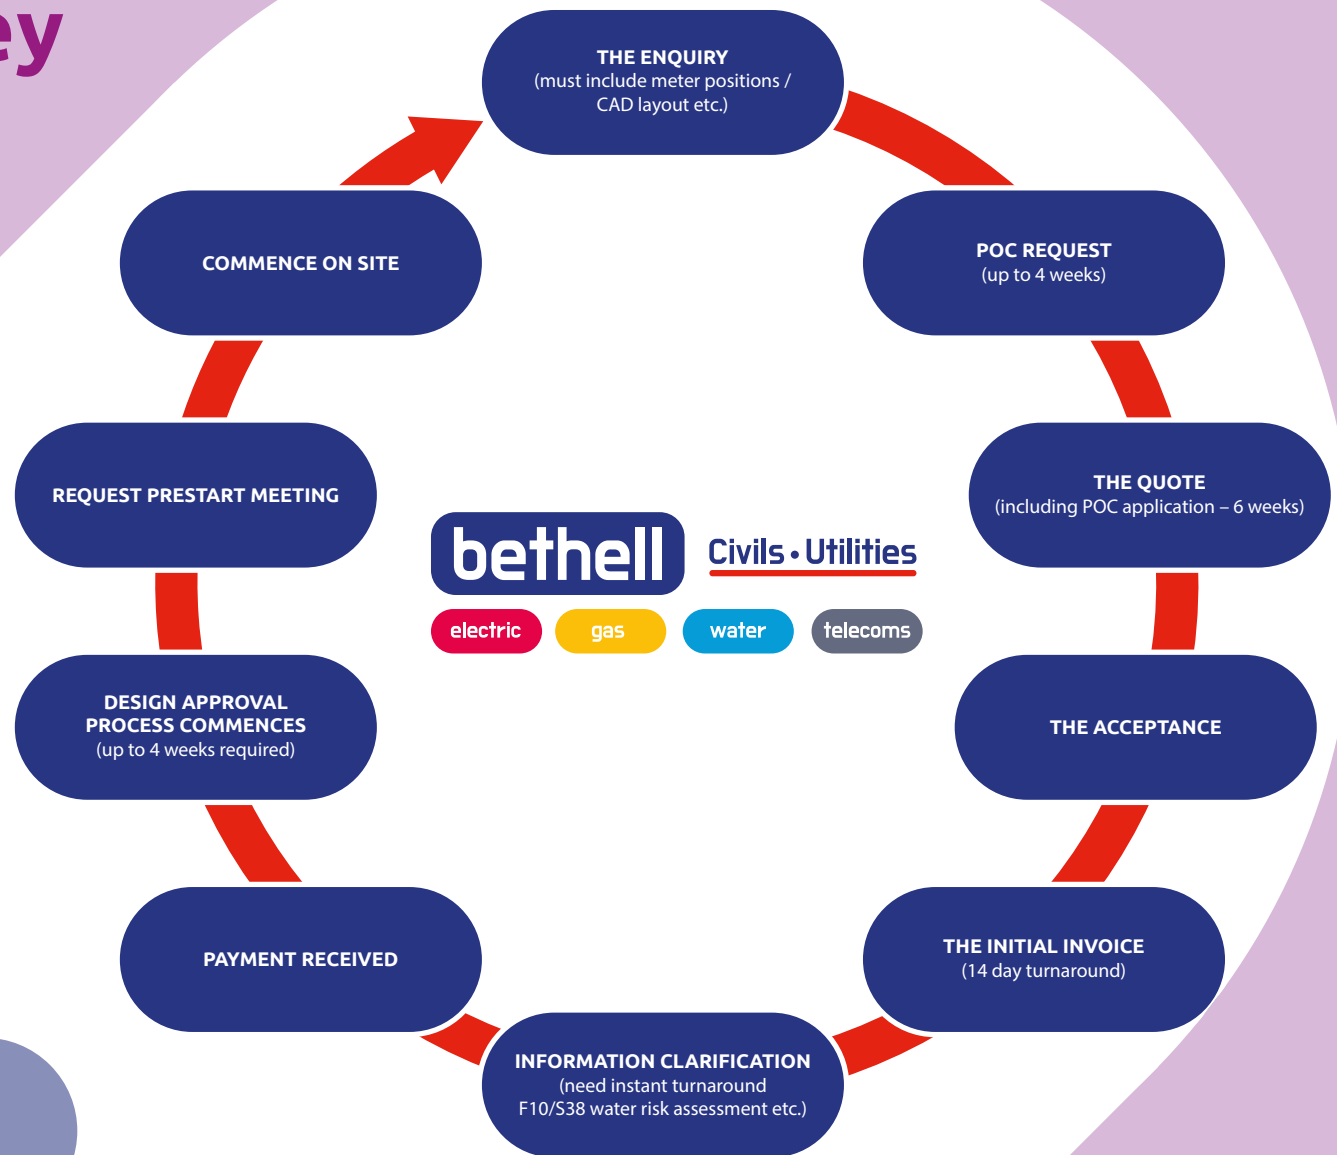 THE ENQUIRY
(must include meter positions /
CAD layout etc.)
POC REQUEST
(up to 4 weeks)
THE QUOTE
(including POC application – 6 weeks)
THE ACCEPTANCE
THE INITIAL INVOICE
(14 day turnaround)
INFORMATION CLARIFICATION
(need instant turnaround
F10/S38 water risk assessment etc.)
PAYMENT RECEIVED
DESIGN APPROVAL
PROCESS COMMENCES
(up to 4 weeks required)
REQUEST PRESTART MEETING
COMMENCE ON SITE
bethell
Civils • Utilities
electric
gas
water
telecoms